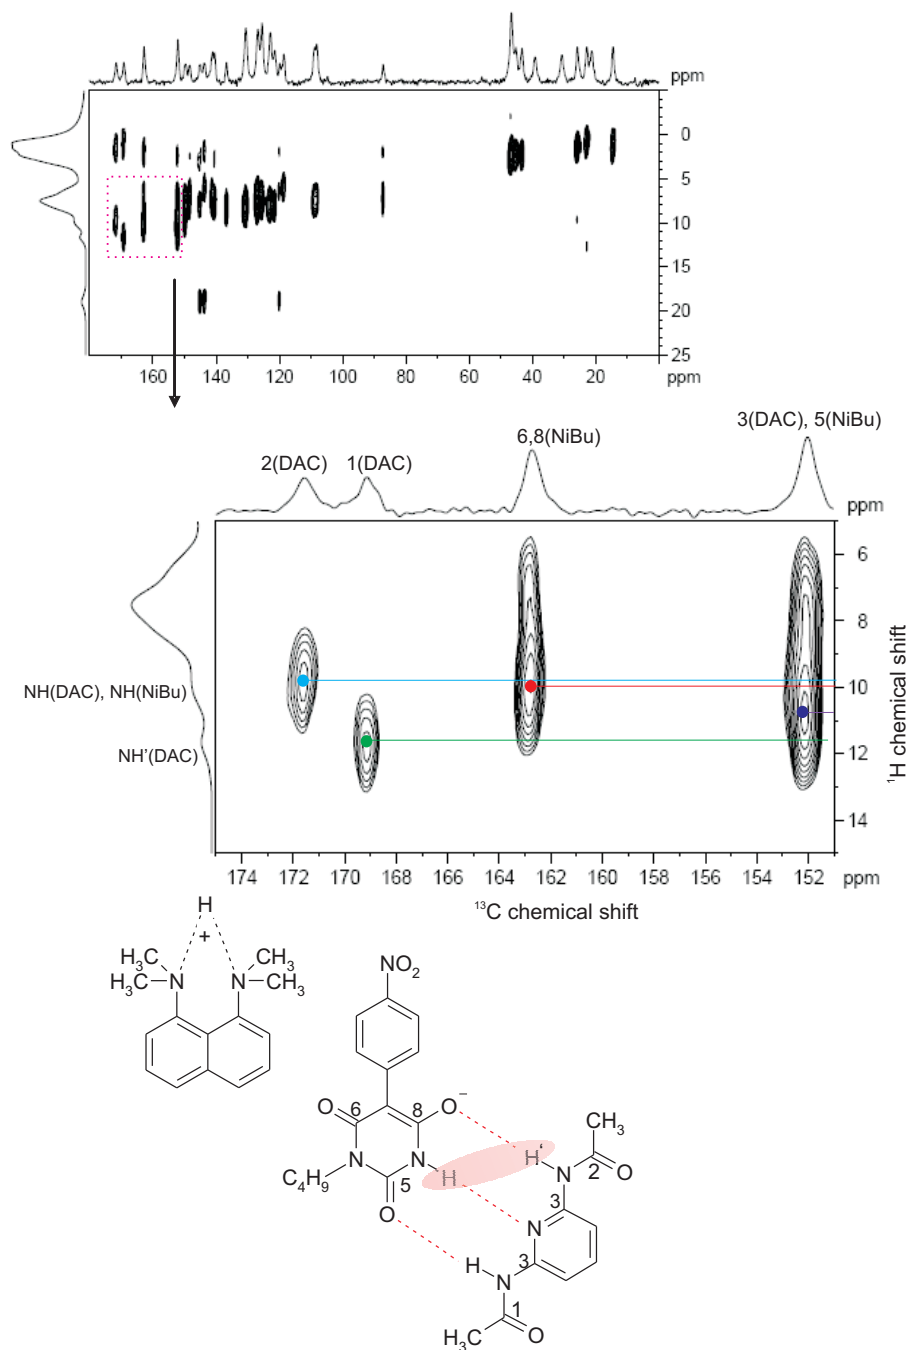 ppm
0
5
10
15
20
25
160 140 120 100 80 60 40 20 ppm
3(DAC), 5(NiBu)
6,8(NiBu)
2(DAC) 1(DAC)
ppm
6
8
NH(DAC), NH(NiBu)
10
NH'(DAC)
12
14
¹H chemical shift
174 172 170 168 166 164 162 160 158 156 154 152 ppm
¹³C chemical shift
H
+
H₃C CH₃
H₃C N N CH₃
NO₂
O 6 8 O⁻
CH₃
N N H H‘ N 2 O
C₄H₉ 5
3
O N
H 3
N
1
H₃C O